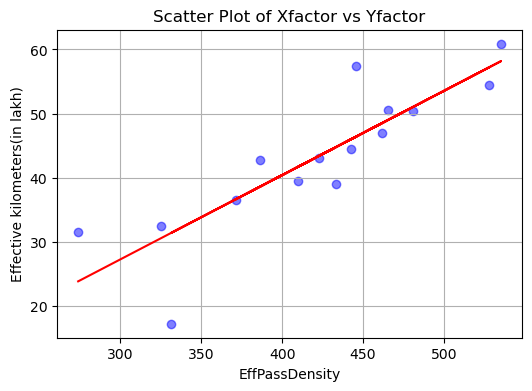 Scatter Plot of Xfactor vs Yfactor
Effective kilometers(in lakh)
60
50
40
30
20
300 350 400 450 500
EffPassDensity